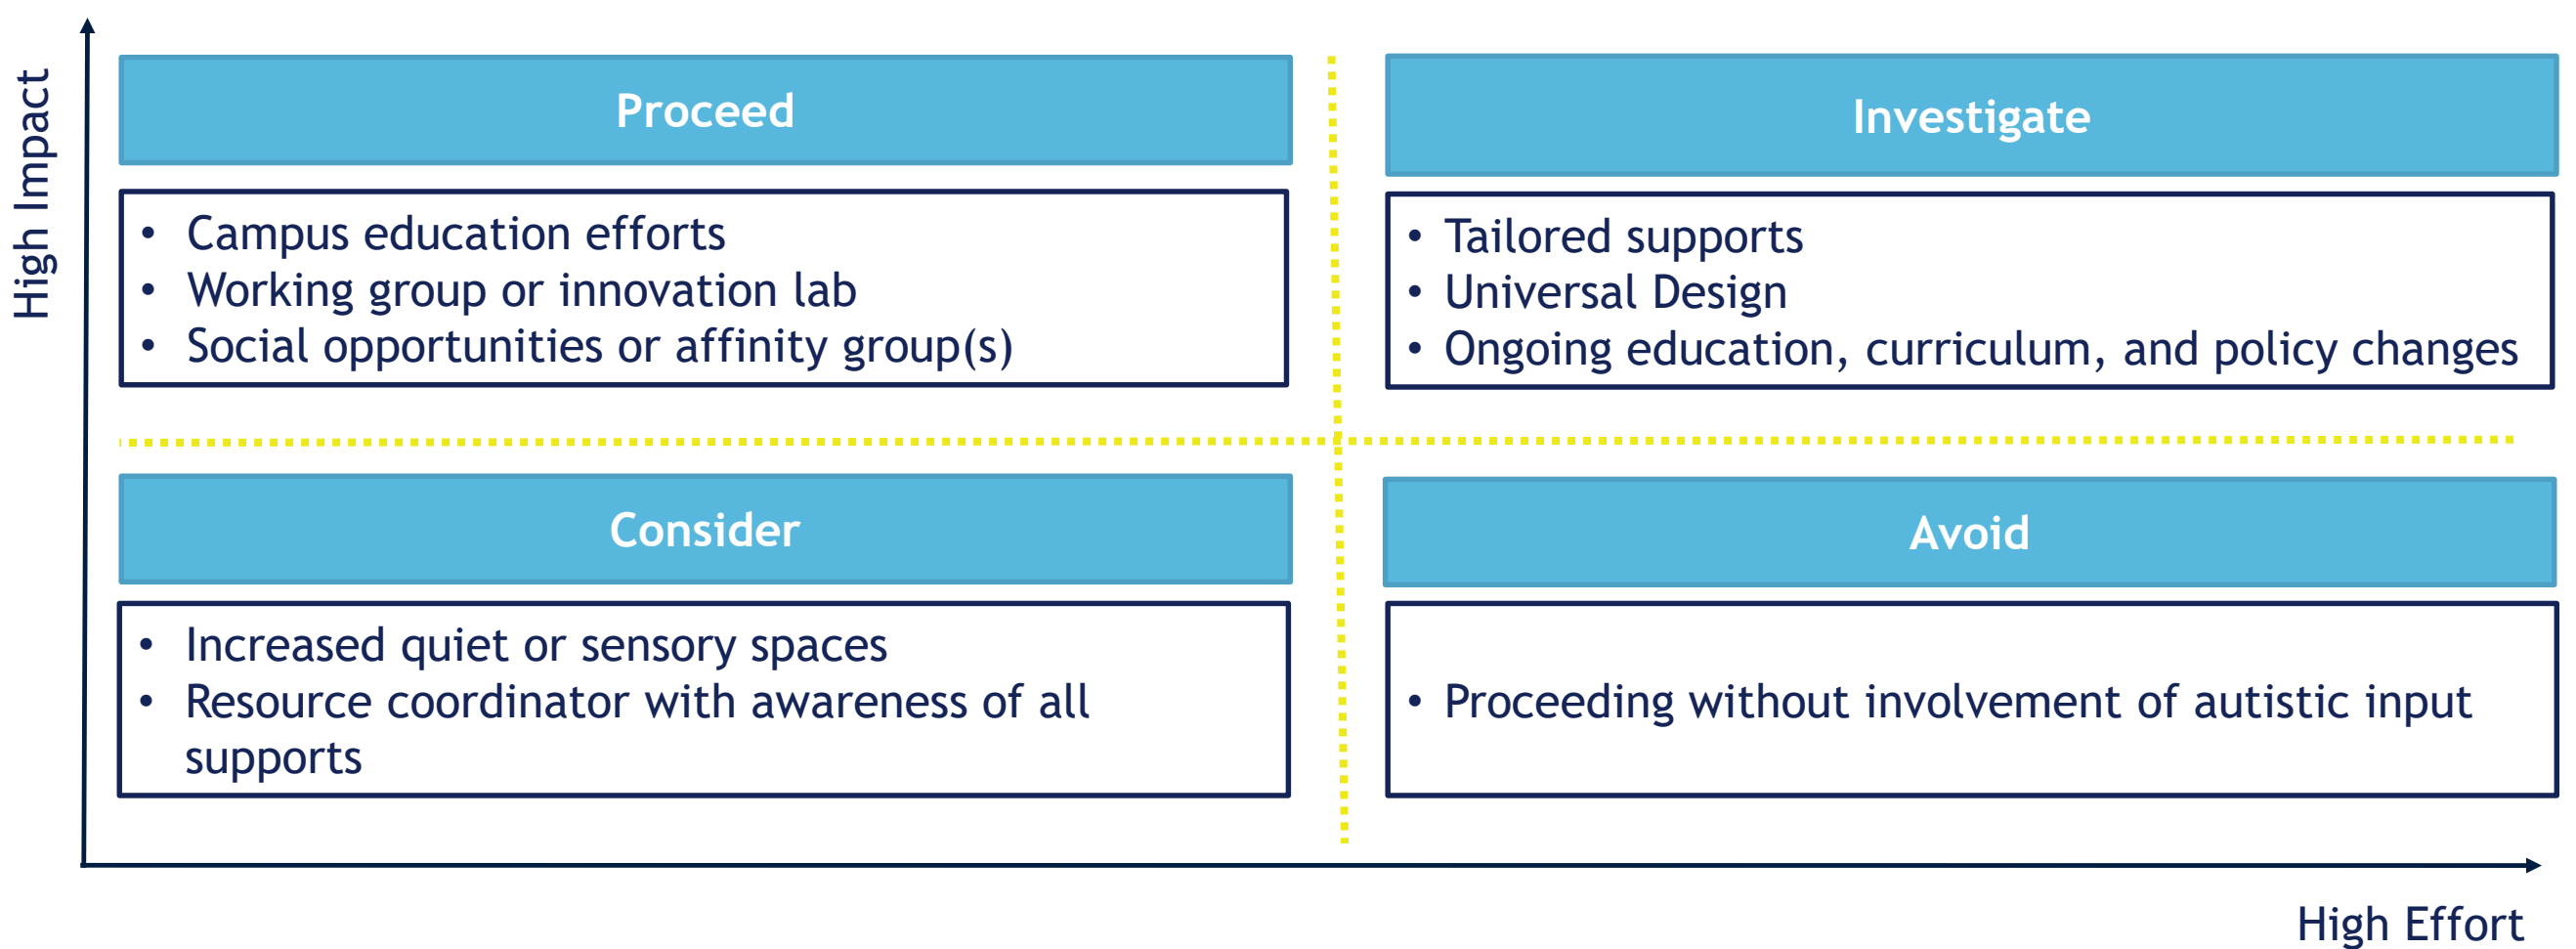 High Impact
Proceed
• Campus education efforts
• Working group or innovation lab
• Social opportunities or affinity group(s)
Investigate
• Tailored supports
• Universal Design
• Ongoing education, curriculum, and policy changes
Consider
• Increased quiet or sensory spaces
• Resource coordinator with awareness of all
supports
Avoid
• Proceeding without involvement of autistic input
High Effort